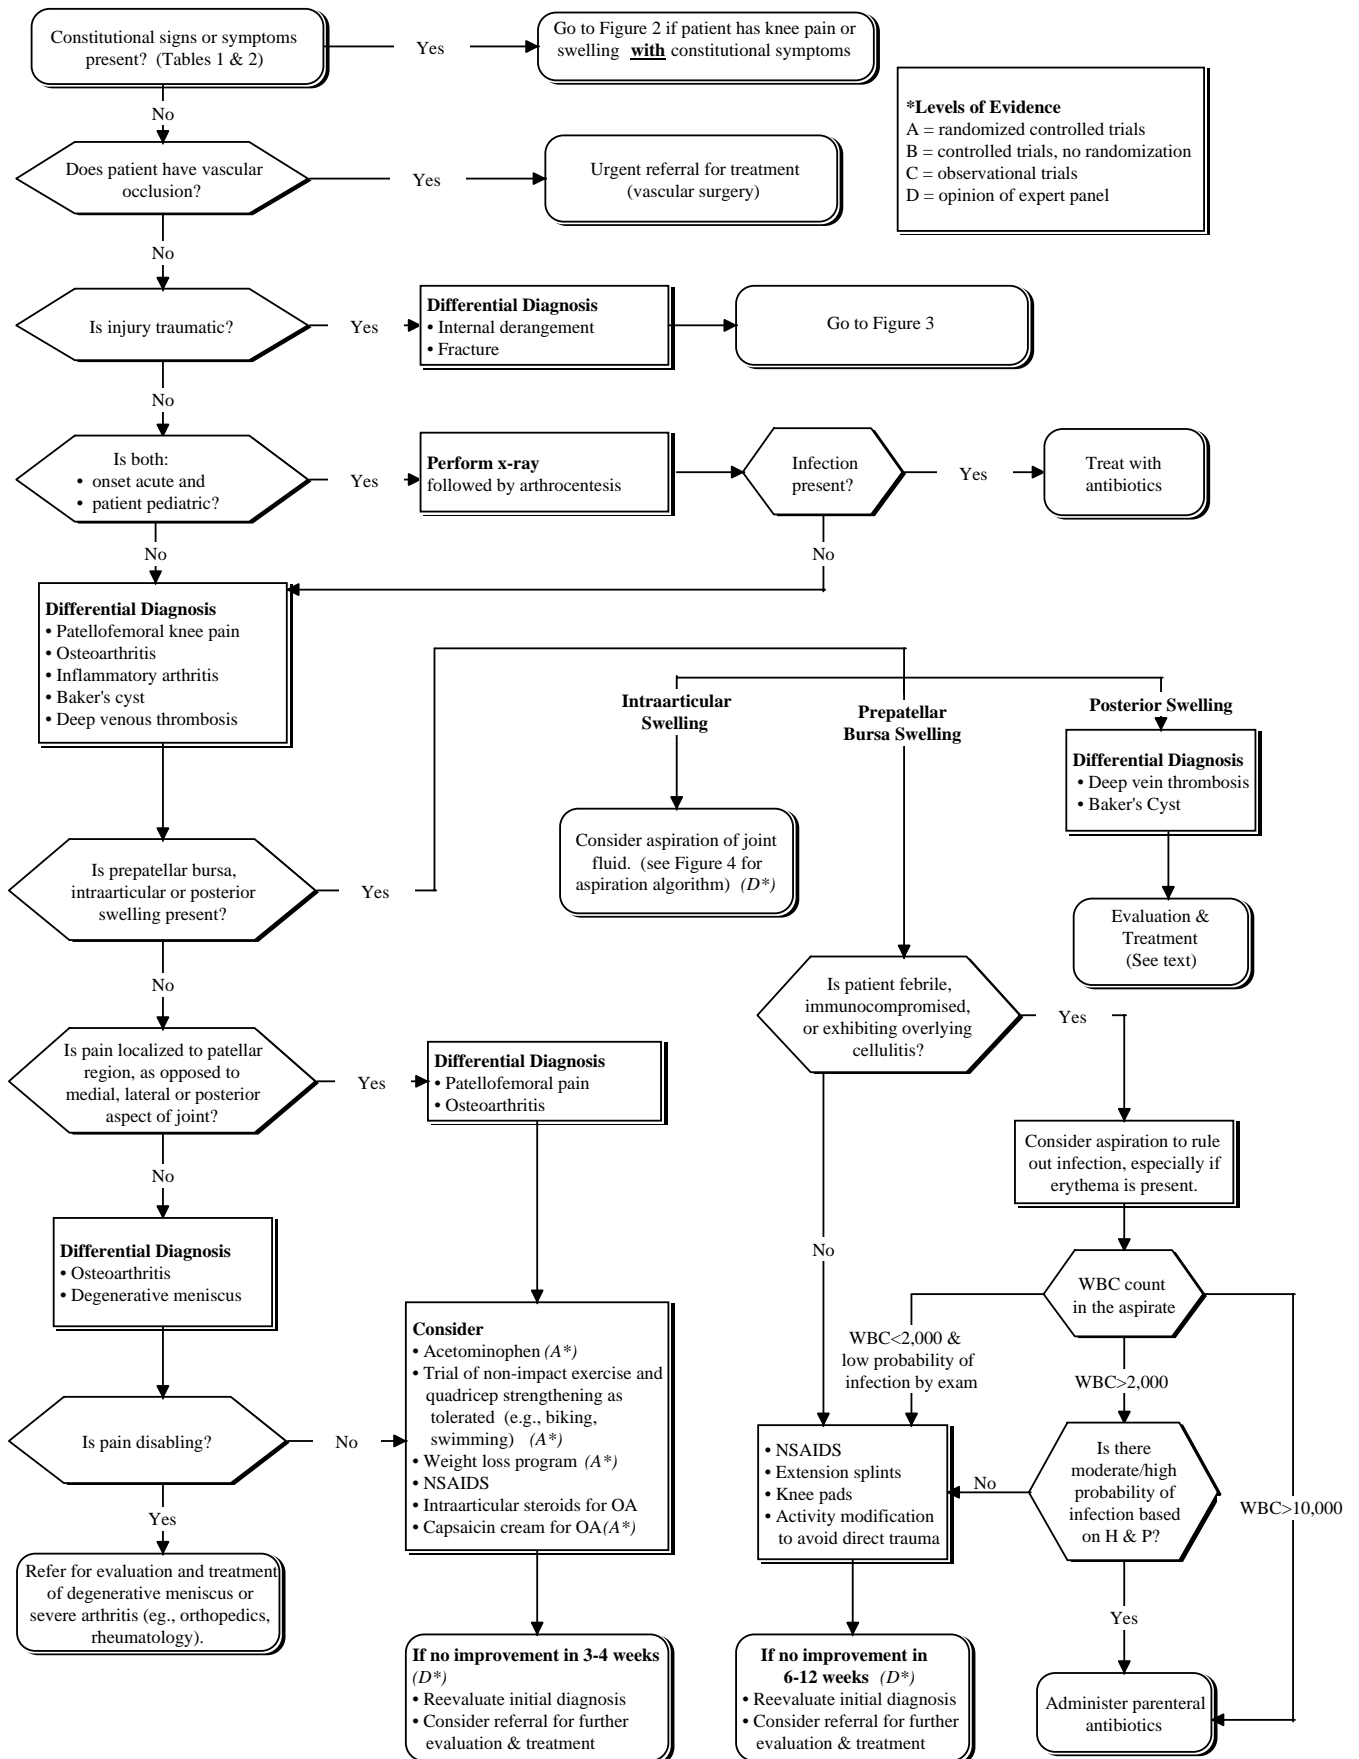 Constitutional signs or symptoms
present? (Tables 1 & 2)
Yes
Go to Figure 2 if patient has knee pain or
swelling with constitutional symptoms
*Levels of Evidence
A = randomized controlled trials
B = controlled trials, no randomization
C = observational trials
D = opinion of expert panel
No
Does patient have vascular
occlusion?
Yes
Urgent referral for treatment
(vascular surgery)
No
Is injury traumatic?
Yes
Differential Diagnosis
• Internal derangement
• Fracture
Go to Figure 3
No
Is both:
• onset acute and
• patient pediatric?
Yes
Perform x-ray
followed by arthrocentesis
Infection
present?
Yes
Treat with
antibiotics
No
No
Differential Diagnosis
• Patellofemoral knee pain
• Osteoarthritis
• Inflammatory arthritis
• Baker's cyst
• Deep venous thrombosis
Is prepatellar bursa,
intraarticular or posterior
swelling present?
Yes
Intraarticular
Swelling
Prepatellar
Bursa Swelling
Posterior Swelling
Consider aspiration of joint
fluid. (see Figure 4 for
aspiration algorithm) (D*)
Differential Diagnosis
• Deep vein thrombosis
• Baker's Cyst
Evaluation &
Treatment
(See text)
No
Is pain localized to patellar
region, as opposed to
medial, lateral or posterior
aspect of joint?
Yes
Differential Diagnosis
• Patellofemoral pain
• Osteoarthritis
Is patient febrile,
immunocompromised,
or exhibiting overlying
cellulitis?
Yes
Consider aspiration to rule
out infection, especially if
erythema is present.
No
No
Differential Diagnosis
• Osteoarthritis
• Degenerative meniscus
WBC count
in the aspirate
WBC<2,000 &
low probability of
infection by exam
WBC>2,000
WBC>10,000
Is pain disabling?
No
Consider
• Acetominophen (A*)
• Trial of non-impact exercise and
quadricep strengthening as
tolerated (e.g., biking,
swimming) (A*)
• Weight loss program (A*)
• NSAIDS
• Intraarticular steroids for OA
• Capsaicin cream for OA(A*)
• NSAIDS
• Extension splints
• Knee pads
• Activity modification
to avoid direct trauma
No
Is there
moderate/high
probability of
infection based
on H & P?
Yes
Refer for evaluation and treatment
of degenerative meniscus or
severe arthritis (eg., orthopedics,
rheumatology).
Yes
If no improvement in 3-4 weeks
(D*)
• Reevaluate initial diagnosis
• Consider referral for further
evaluation & treatment
If no improvement in
6-12 weeks (D*)
• Reevaluate initial diagnosis
• Consider referral for further
evaluation & treatment
Administer parenteral
antibiotics